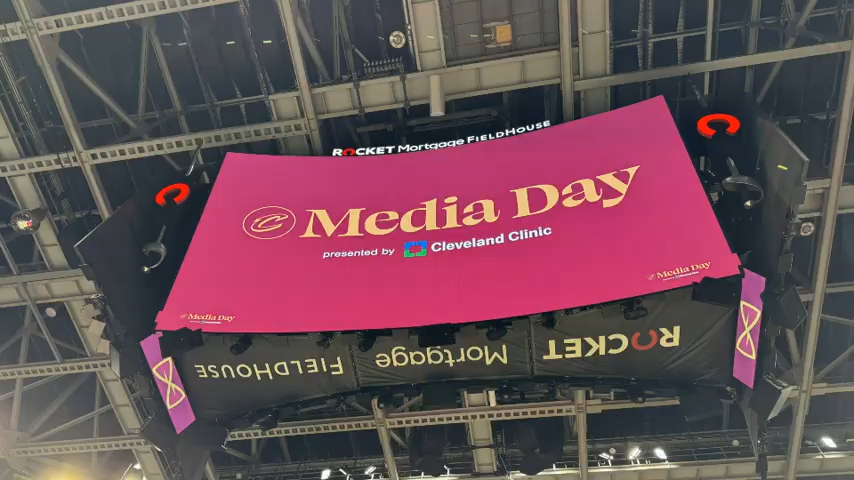 ROCKET Mortgage FIELDHOUSE
Media Day
presented by Cleveland Clinic
Media Day
Media Day
ROCKET Mortgage FIELDHOUSE